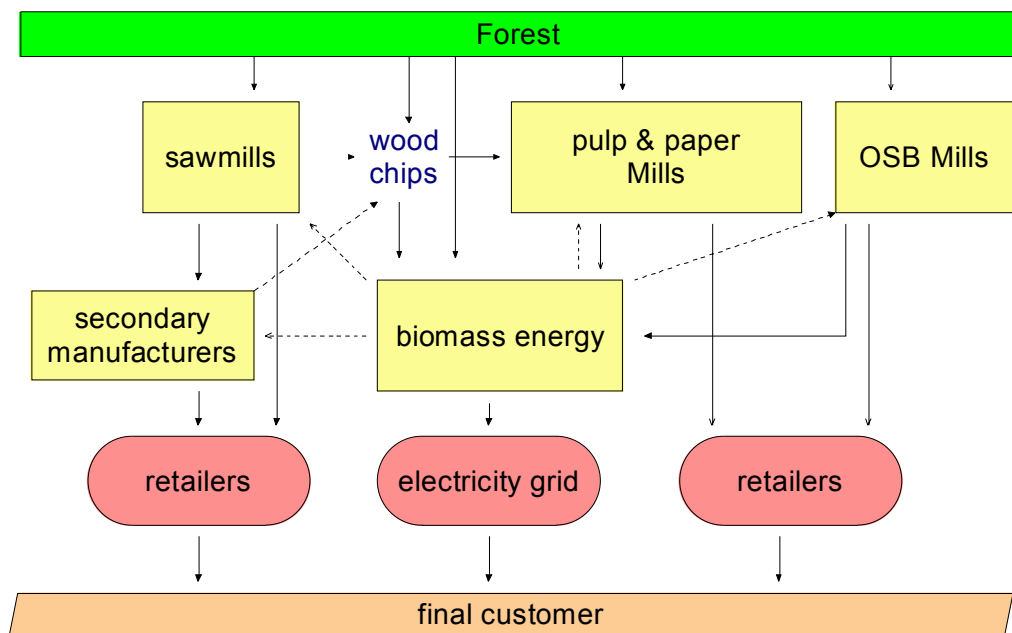 Forest
sawmills
wood
chips
pulp & paper
Mills
OSB Mills
secondary
manufacturers
biomass energy
retailers
electricity grid
retailers
final customer